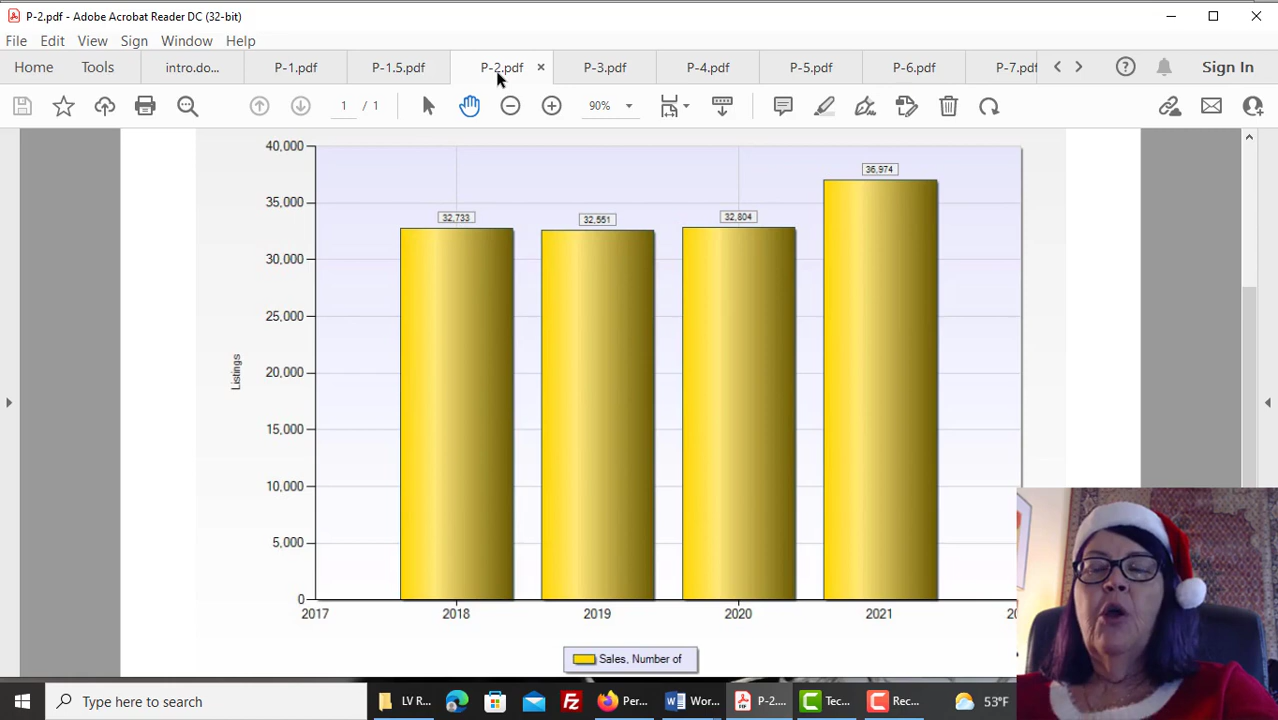 P-2.pdf - Adobe Acrobat Reader DC (32-bit)
File Edit View Sign Window Help
Home Tools intro.do... P-1.pdf P-1.5.pdf P-2.pdf P-3.pdf P-4.pdf P-5.pdf P-6.pdf P-7.pdf Sign In
1 / 1 90%
40,000
36,974
35,000
32,733 32,551 32,804
30,000
25,000
20,000
Listings
15,000
10,000
5,000
0
2017 2018 2019 2020 2021
Sales, Number of
Type here to search LV R... Per... Wor... P-2.... Tec... Rec... 53°F